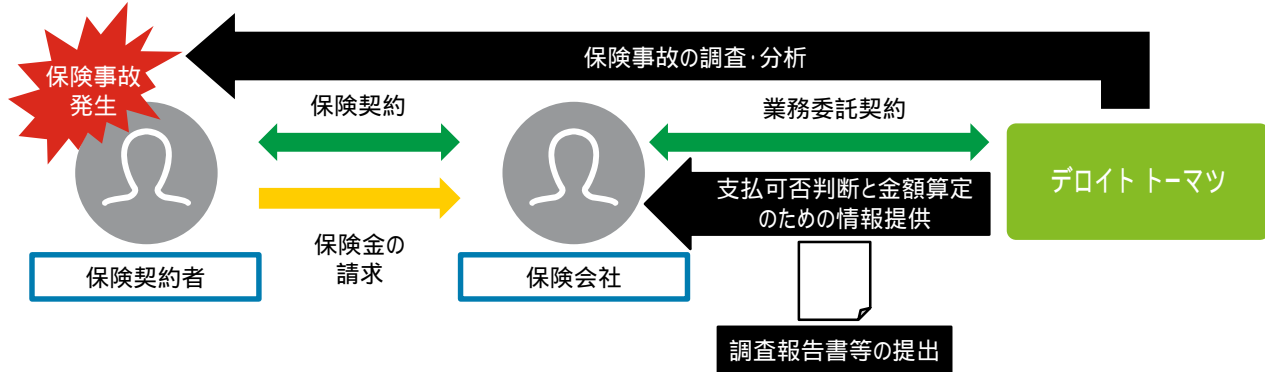 保険事故の調査・分析
保険事故
発生
保険契約
業務委託契約
デロイト トーマツ
支払可否判断と金額算定
のための情報提供
保険金の
請求
保険契約者
保険会社
調査報告書等の提出